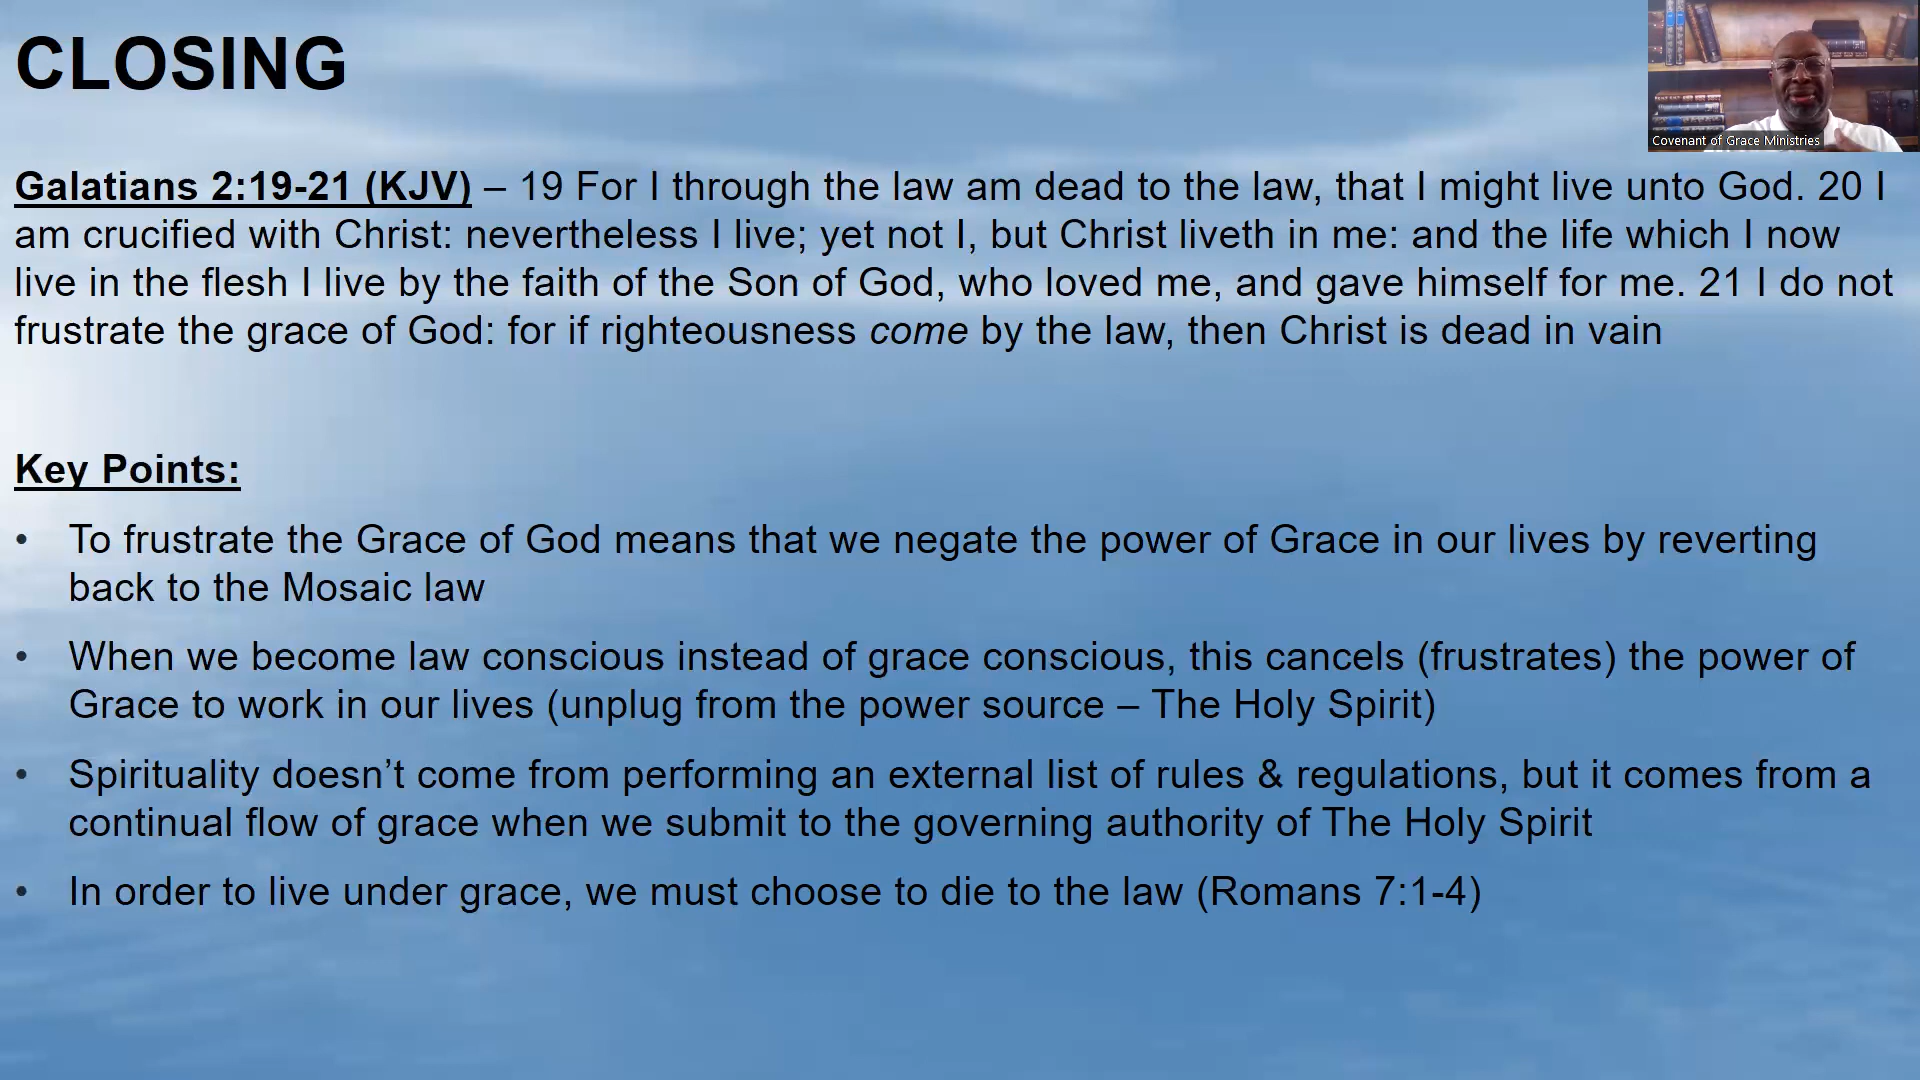 CLOSING
Covenant of Grace Ministries
Galatians 2:19-21 (KJV) – 19 For I through the law am dead to the law, that I might live unto God. 20 I
am crucified with Christ: nevertheless I live; yet not I, but Christ liveth in me: and the life which I now
live in the flesh I live by the faith of the Son of God, who loved me, and gave himself for me. 21 I do not
frustrate the grace of God: for if righteousness come by the law, then Christ is dead in vain
Key Points:
• To frustrate the Grace of God means that we negate the power of Grace in our lives by reverting
back to the Mosaic law
• When we become law conscious instead of grace conscious, this cancels (frustrates) the power of
Grace to work in our lives (unplug from the power source – The Holy Spirit)
• Spirituality doesn’t come from performing an external list of rules & regulations, but it comes from a
continual flow of grace when we submit to the governing authority of The Holy Spirit
• In order to live under grace, we must choose to die to the law (Romans 7:1-4)